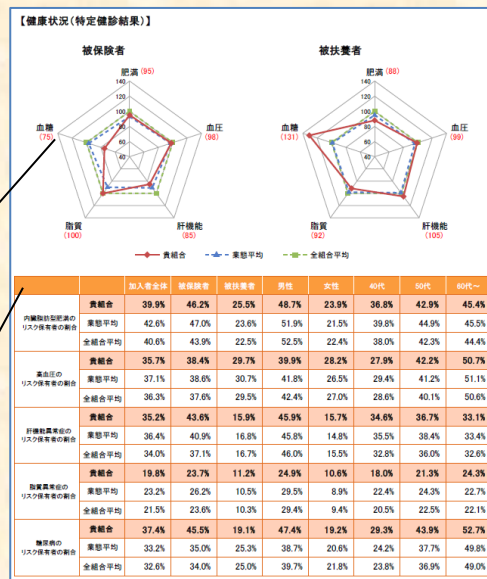 【健康状況(特定健診結果)】
被保険者
被扶養者
肥満 (95)
140
120
100
80
60
40
血糖
(75)
血圧
(98)
脂質
(100)
肝機能
(85)
肥満 (88)
140
120
100
80
60
40
血糖
(131)
血圧
(99)
脂質
(92)
肝機能
(105)
貴組合 業態平均 全組合平均
加入者全体 被保険者 被扶養者 男性 女性 40代 50代 60代~
内臓脂肪型肥満の
リスク保有者の割合
貴組合 39.9% 46.2% 25.5% 48.7% 23.9% 36.8% 42.9% 45.4%
業態平均 42.6% 47.0% 23.6% 51.9% 21.5% 39.8% 44.9% 45.5%
全組合平均 40.6% 43.9% 22.5% 52.5% 22.4% 38.0% 42.3% 44.4%
高血圧の
リスク保有者の割合
貴組合 35.7% 38.4% 29.7% 39.9% 28.2% 27.9% 42.2% 50.7%
業態平均 37.1% 38.6% 30.7% 41.8% 26.5% 29.4% 41.2% 51.1%
全組合平均 36.3% 37.6% 29.5% 42.4% 27.0% 28.6% 40.1% 50.6%
肝機能異常症の
リスク保有者の割合
貴組合 35.2% 43.6% 15.9% 45.9% 15.7% 34.6% 36.7% 33.1%
業態平均 36.4% 40.9% 16.8% 45.8% 14.8% 35.5% 38.4% 33.4%
全組合平均 34.0% 37.1% 16.7% 46.0% 15.5% 32.8% 36.0% 32.6%
脂質異常症の
リスク保有者の割合
貴組合 19.8% 23.7% 11.2% 24.9% 10.6% 18.0% 21.3% 24.3%
業態平均 23.2% 26.2% 10.5% 29.5% 8.9% 22.4% 24.3% 22.7%
全組合平均 21.5% 23.6% 10.3% 29.4% 9.4% 20.5% 22.5% 22.1%
糖尿病の
リスク保有者の割合
貴組合 37.4% 45.5% 19.1% 47.4% 19.2% 29.3% 43.9% 52.7%
業態平均 33.2% 35.0% 25.3% 38.7% 20.6% 24.2% 37.7% 49.8%
全組合平均 32.6% 34.0% 25.0% 39.7% 21.8% 23.8% 36.9% 49.0%